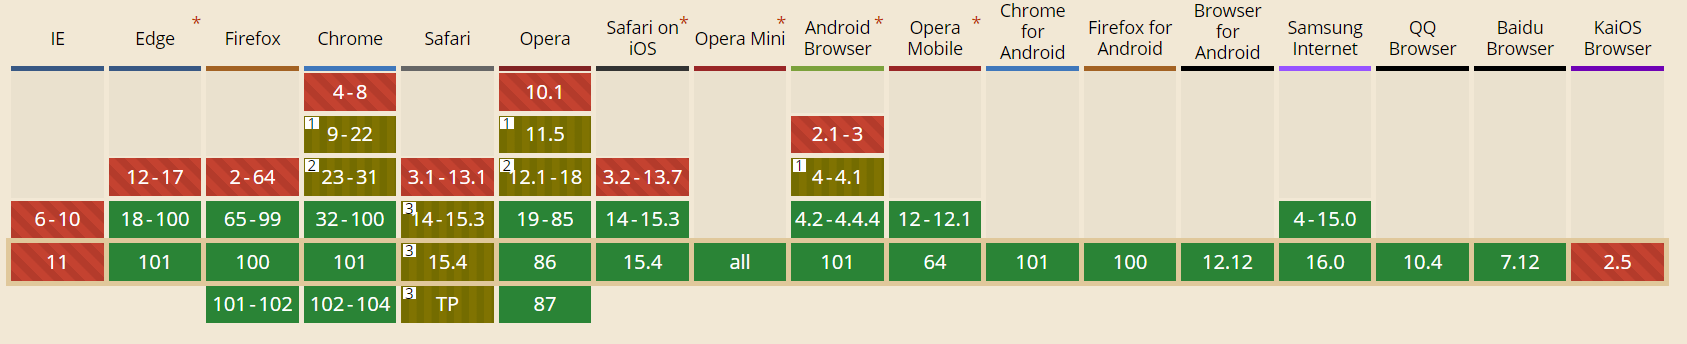 IE
Edge *
Firefox
Chrome
Safari
Opera
Safari on *
iOS
Opera Mini *
Android *
Browser
Opera *
Mobile
Chrome
for
Android
Firefox for
Android
Browser
for
Android
Samsung
Internet
QQ
Browser
Baidu
Browser
KaiOS
Browser
4-8 10.1
1 9-22 1 11.5 2.1-3
12-17 2-64 2 23-31 3.1-13.1 2 12.1-18 3.2-13.7 1 4-4.1
6-10 18-100 65-99 32-100 3 14-15.3 19-85 14-15.3 4.2-4.4.4 12-12.1 4-15.0
11 101 100 101 3 15.4 86 15.4 all 101 64 101 100 12.12 16.0 10.4 7.12 2.5
101-102 102-104 3 TP 87